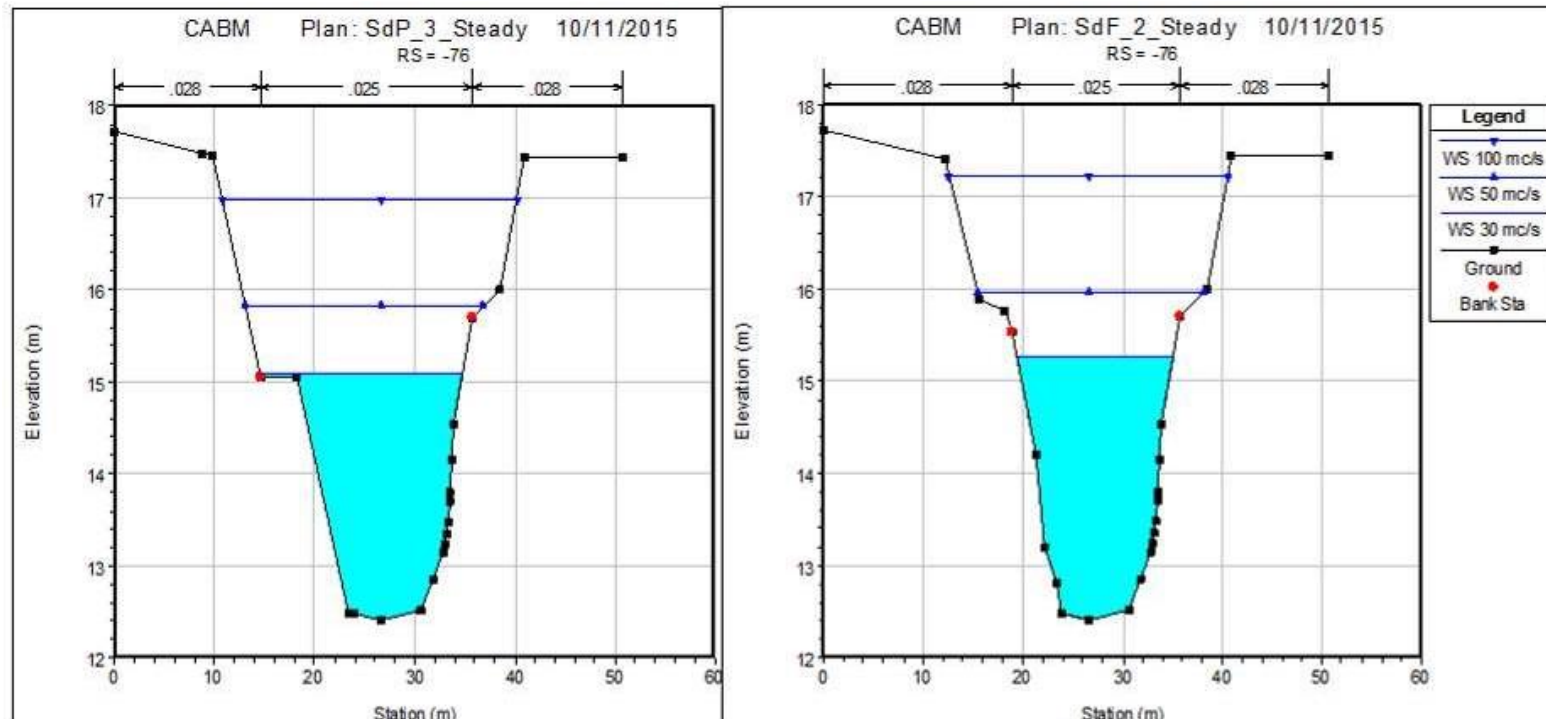 CABM Plan: SdP_3_Steady 10/11/2015
RS = -76
.028 .025 .028
18
17
16
15
14
13
12
Elevation (m)
0 10 20 30 40 50 60
Station (m)
CABM Plan: SdF_2_Steady 10/11/2015
RS = -76
.028 .025 .028
18
17
16
15
14
13
12
Elevation (m)
0 10 20 30 40 50 60
Station (m)
Legend
WS 100 mc/s
WS 50 mc/s
WS 30 mc/s
Ground
Bank Sta